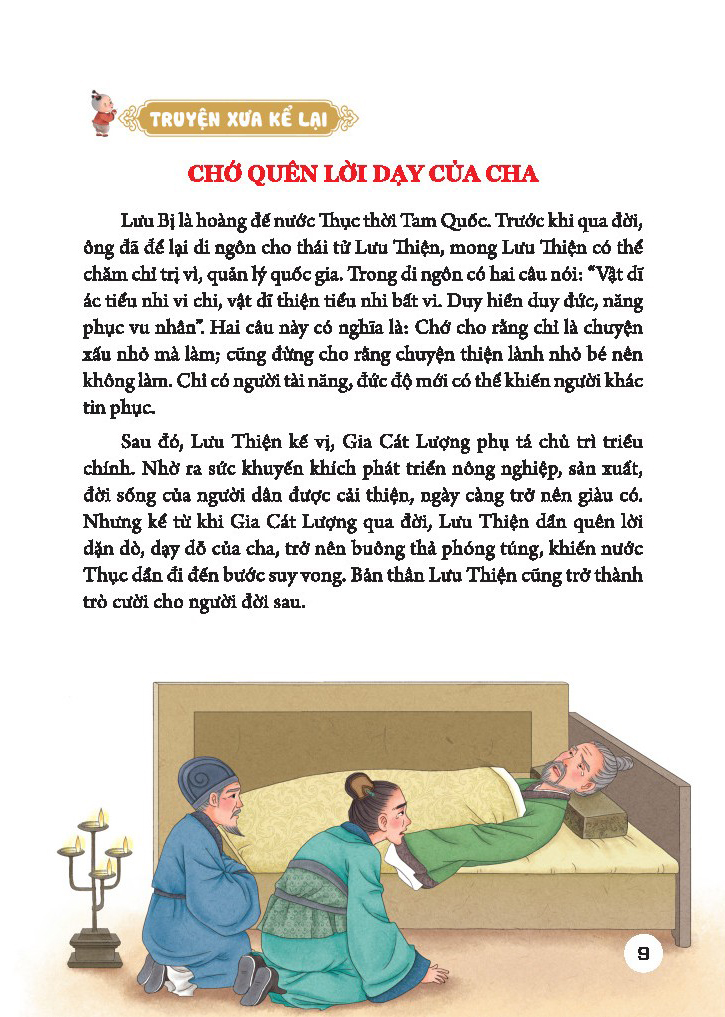 TRUYỆN XƯA KỂ LẠI
CHỚ QUÊN LỜI DẠY CỦA CHA
Lưu Bị là hoàng đế nước Thục thời Tam Quốc. Trước khi qua đời,
ông đã để lại di ngôn cho thái tử Lưu Thiện, mong Lưu Thiện có thể
chăm chỉ trị vì, quản lý quốc gia. Trong di ngôn có hai câu nói: “Vật dĩ
ác tiểu nhi vi chi, vật dĩ thiện tiểu nhi bất vi. Duy hiền duy đức, năng
phục vu nhân”. Hai câu này có nghĩa là: Chớ cho rằng chỉ là chuyện
xấu nhỏ mà làm; cũng đừng cho rằng chuyện thiện lành nhỏ bé nên
không làm. Chỉ có người tài năng, đức độ mới có thể khiến người khác
tin phục.
Sau đó, Lưu Thiện kế vị, Gia Cát Lượng phụ tá chủ trì triều
chính. Nhờ ra sức khuyến khích phát triển nông nghiệp, sản xuất,
đời sống của người dân được cải thiện, ngày càng trở nên giàu có.
Nhưng kể từ khi Gia Cát Lượng qua đời, Lưu Thiện dần quên lời
dặn dò, dạy dỗ của cha, trở nên buông thả phóng túng, khiến nước
Thục dần đi đến bước suy vong. Bản thân Lưu Thiện cũng trở thành
trò cười cho người đời sau.
9